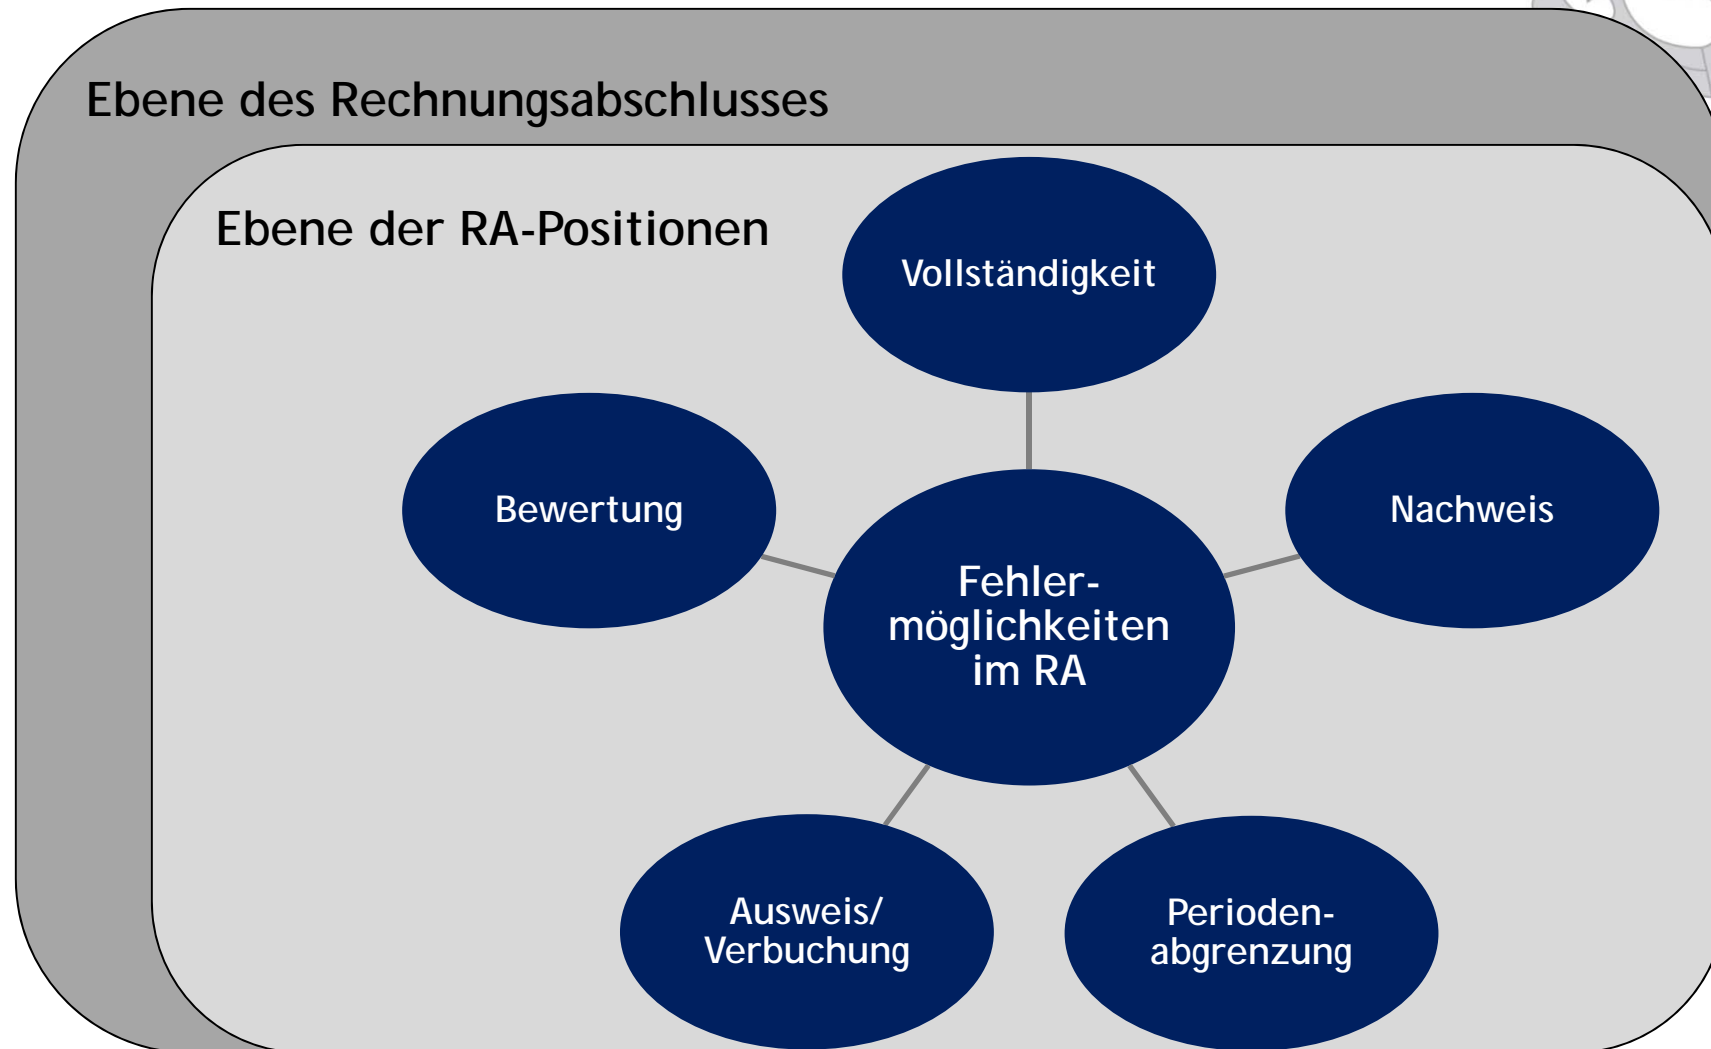 Ebene des Rechnungsabschlusses
Ebene der RA-Positionen
Vollständigkeit
Bewertung
Nachweis
Fehler-
möglichkeiten
im RA
Ausweis/
Verbuchung
Perioden-
abgrenzung